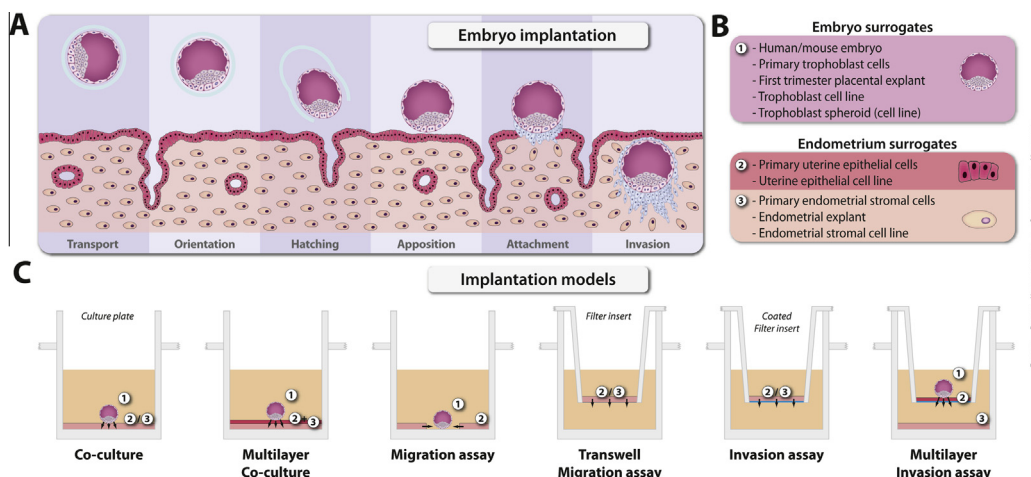 A
Embryo implantation
Transport
Orientation
Hatching
Apposition
Attachment
Invasion
B
Embryo surrogates
1 - Human/mouse embryo
- Primary trophoblast cells
- First trimester placental explant
- Trophoblast cell line
- Trophoblast spheroid (cell line)
Endometrium surrogates
2 - Primary uterine epithelial cells
- Uterine epithelial cell line
3 - Primary endometrial stromal cells
- Endometrial explant
- Endometrial stromal cell line
C
Implantation models
Culture plate
1
2 / 3
Co-culture
1
2
3
Multilayer
Co-culture
1
2
Migration assay
Filter insert
2 / 3
Transwell
Migration assay
Coated
Filter insert
2 / 3
Invasion assay
1
2
3
Multilayer
Invasion assay